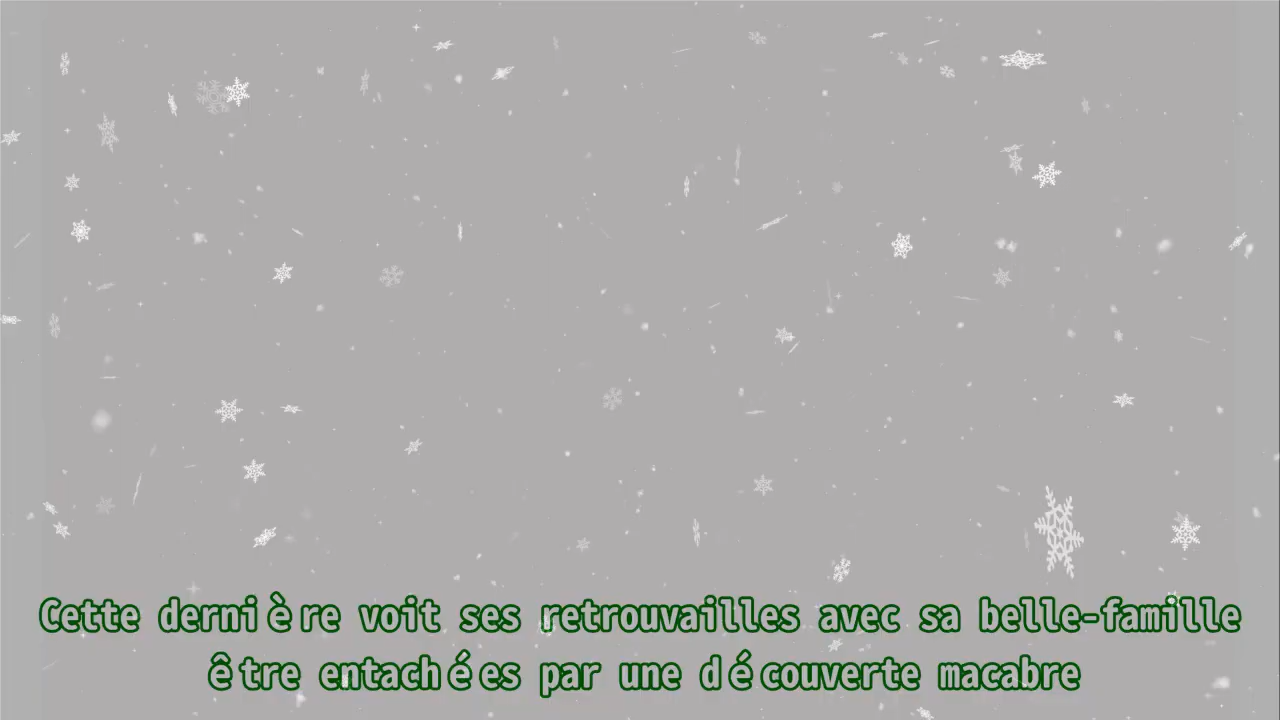 Cette dernière voit ses retrouvailles avec sa belle-famille
être entachées par une découverte macabre